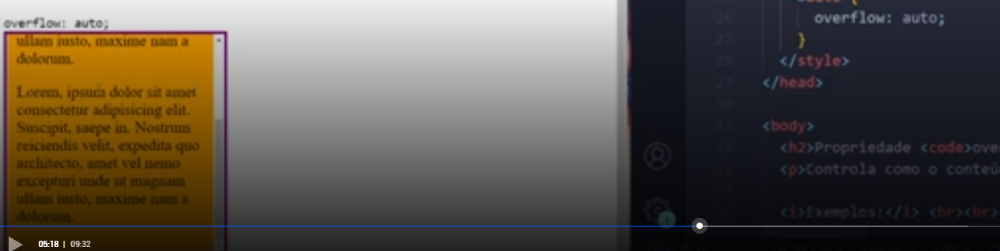 overflow: auto;
ullam iusto, maxime nam a
dolorum.
Lorem, ipsum dolor sit amet
consectetur adipisicing elit.
Suscipit, saepe in. Nostrum
reiciendis velit, expedita quo
architecto, amet vel nemo
excepturi unde ut magnam
ullam iusto, maxime nam a
dolorum.
26 overflow: auto;
27 }
28 </style>
29 </head>
30
31 <body>
32 <h2>Propriedade <code>ove
33 <p>Controla como o conteú
<i>Exemplos:</i> <br><br>
05:18 | 09:32